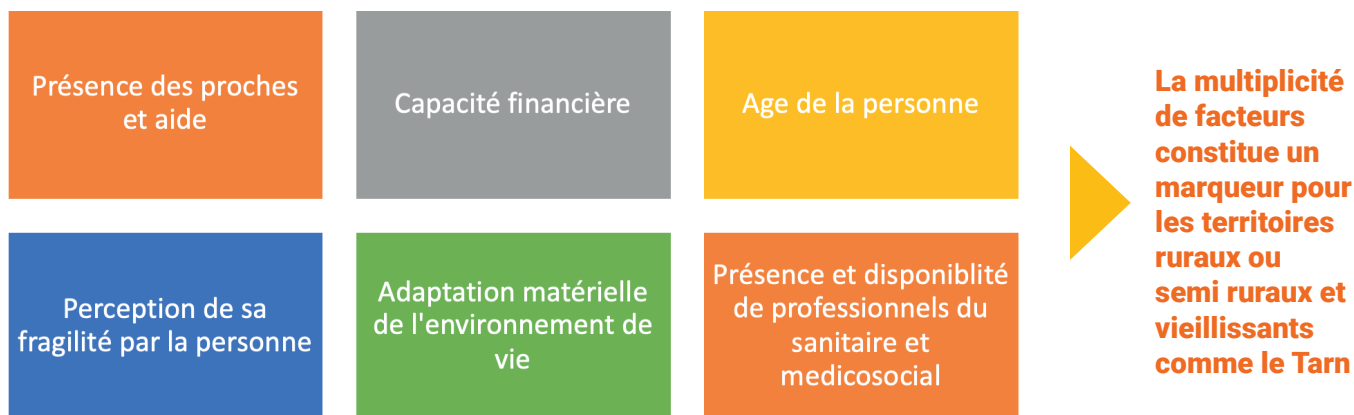 Présence des proches
et aide
Capacité financière
Age de la personne
Perception de sa
fragilité par la personne
Adaptation matérielle
de l'environnement de
vie
Présence et disponiblité
de professionnels du
sanitaire et
medicosocial
La multiplicité
de facteurs
constitue un
marqueur pour
les territoires
ruraux ou
semi ruraux et
vieillissants
comme le Tarn